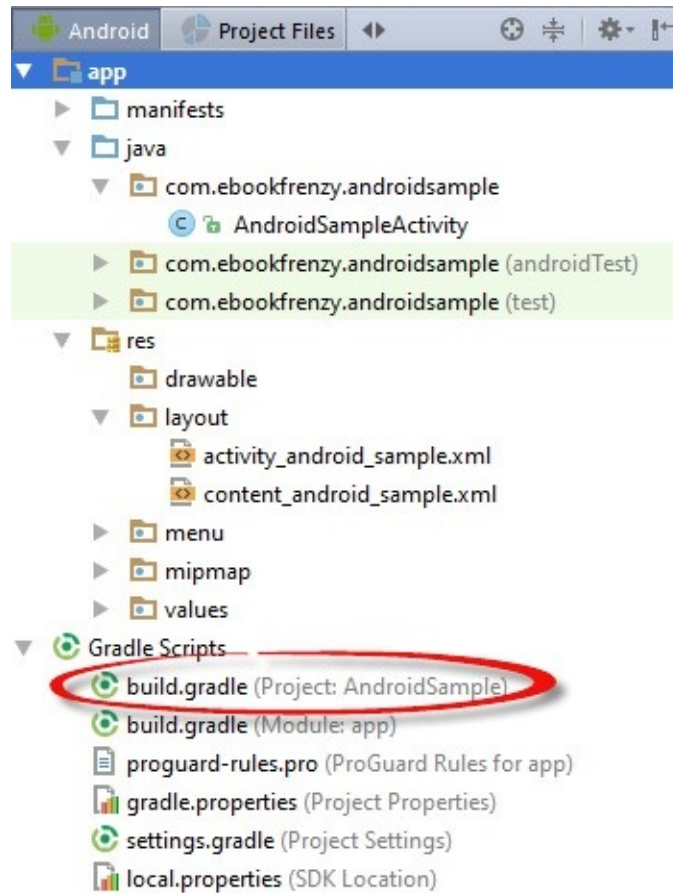 Android Project Files
app
manifests
java
com.ebookfrenzy.androidsample
C AndroidSampleActivity
com.ebookfrenzy.androidsample (androidTest)
com.ebookfrenzy.androidsample (test)
res
drawable
layout
activity_android_sample.xml
content_android_sample.xml
menu
mipmap
values
Gradle Scripts
build.gradle (Project: AndroidSample)
build.gradle (Module: app)
proguard-rules.pro (ProGuard Rules for app)
gradle.properties (Project Properties)
settings.gradle (Project Settings)
local.properties (SDK Location)